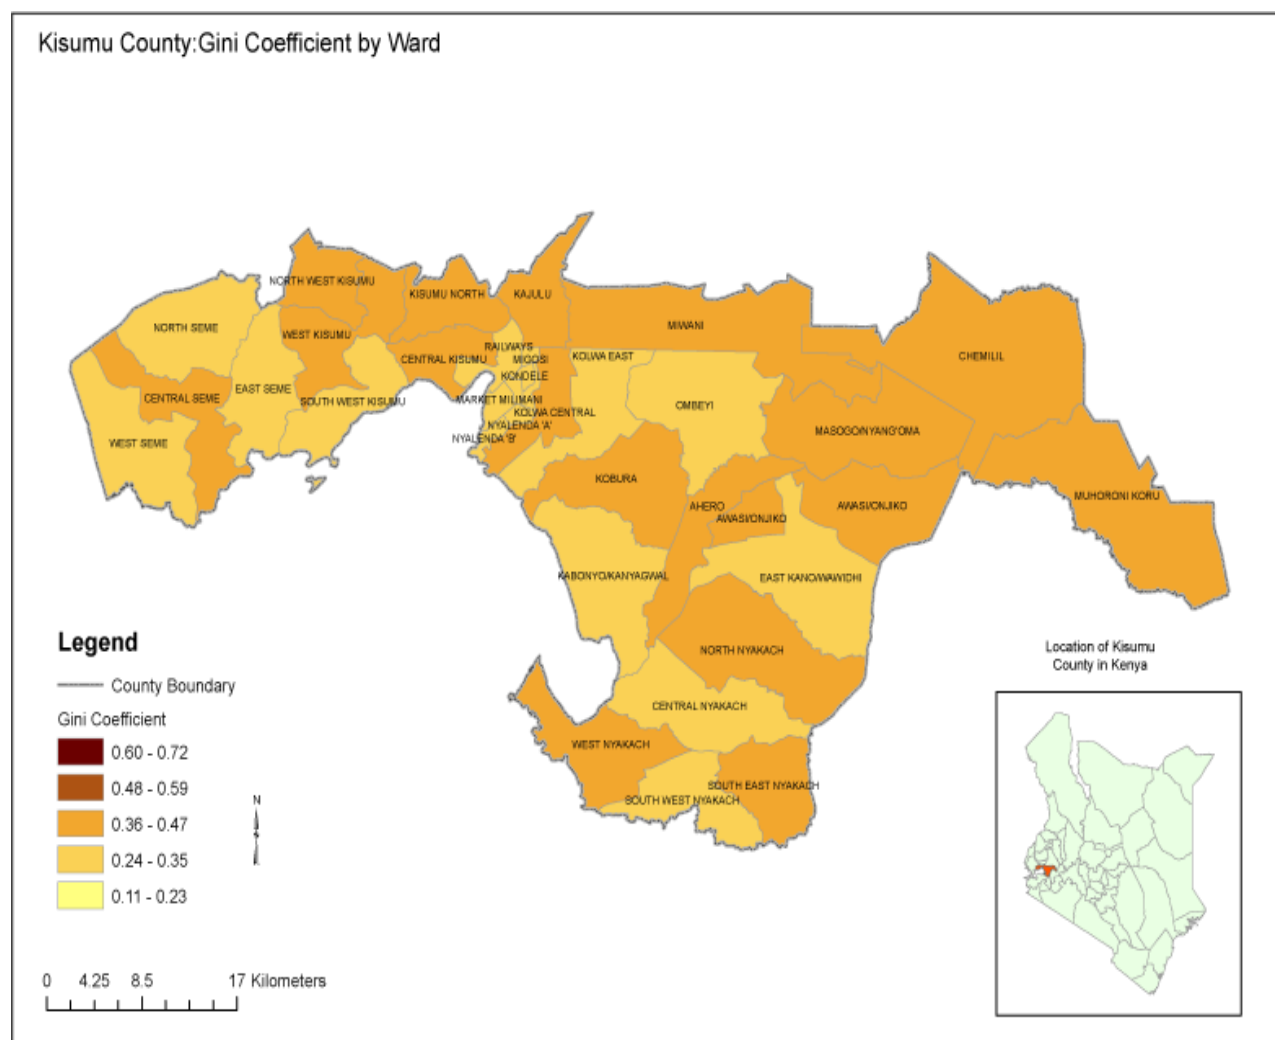 Kisumu County:Gini Coefficient by Ward
NORTH WEST KISUMU
KISUMU NORTH
KAJULU
NORTH SEME
WEST KISUMU
MIWANI
RAILWAYS
CENTRAL KISUMU
MIGOSI
KOLWA EAST
CHEMILIL
KONDELE
EAST SEME
CENTRAL SEME
SOUTH WEST KISUMU
MARKET MILIMANI
OMBEYI
KOLWA CENTRAL
NYALENDA 'A'
MASOGO/NYANG'OMA
WEST SEME
NYALENDA 'B'
KOBURA
MUHORONI KORU
AHERO
AWASI/ONJIKO
AWASI/ONJIKO
KABONYO/KANYAGWAL
EAST KANO/WAWIDHI
NORTH NYAKACH
CENTRAL NYAKACH
WEST NYAKACH
SOUTH EAST NYAKACH
SOUTH WEST NYAKACH
Legend
County Boundary
Gini Coefficient
0.60 - 0.72
0.48 - 0.59
0.36 - 0.47
0.24 - 0.35
0.11 - 0.23
N
0 4.25 8.5 17 Kilometers
Location of Kisumu
County in Kenya